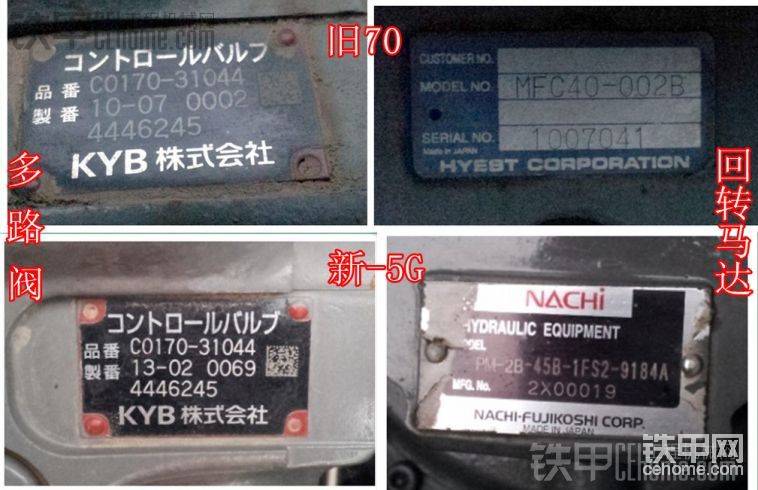 旧70
コントロールバルブ
品番 C0170-31044
製番 10-07 0002
4446245
KYB 株式会社
CUSTOMER NO.
MODEL NO. MFC40-002B
SERIAL NO. 1007041
Made in JAPAN
HYEST CORPORATION
多路阀
回转马达
新-5G
コントロールバルブ
品番 C0170-31044
製番 13-02 0069
4446245
KYB 株式会社
NACHi
HYDRAULIC EQUIPMENT
MODEL
PM-2B-45B-1FS2-9184A
MFG. No. 2X00019
NACHI-FUJIKOSHI CORP.
MADE IN JAPAN
铁甲网
cehome.com